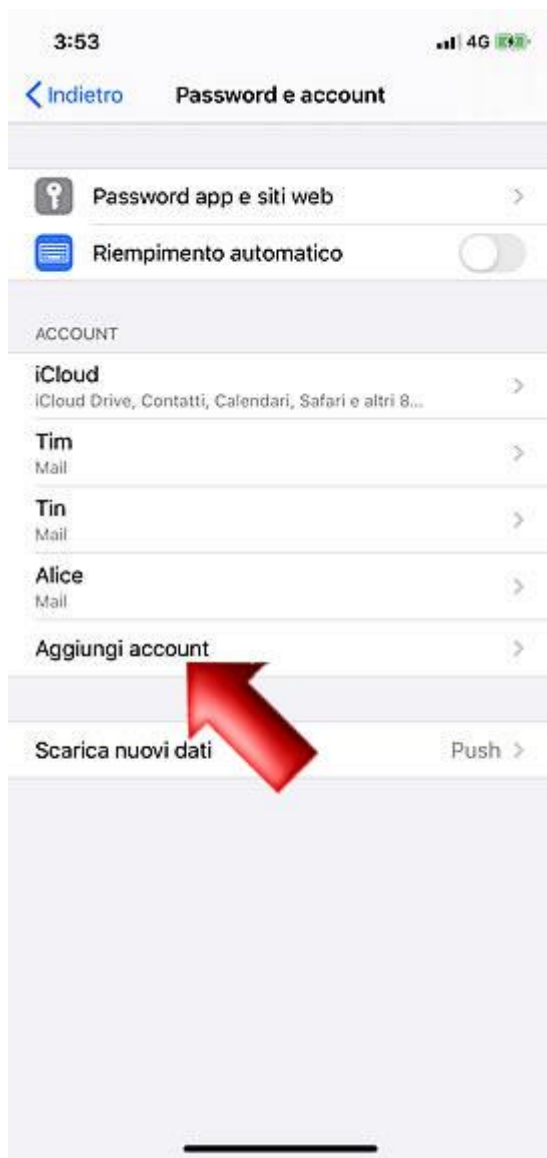 3:53
4G
Indietro
Password e account
Password app e siti web
Riempimento automatico
ACCOUNT
iCloud
iCloud Drive, Contatti, Calendari, Safari e altri 8...
Tim
Mail
Tin
Mail
Alice
Mail
Aggiungi account
Scarica nuovi dati
Push